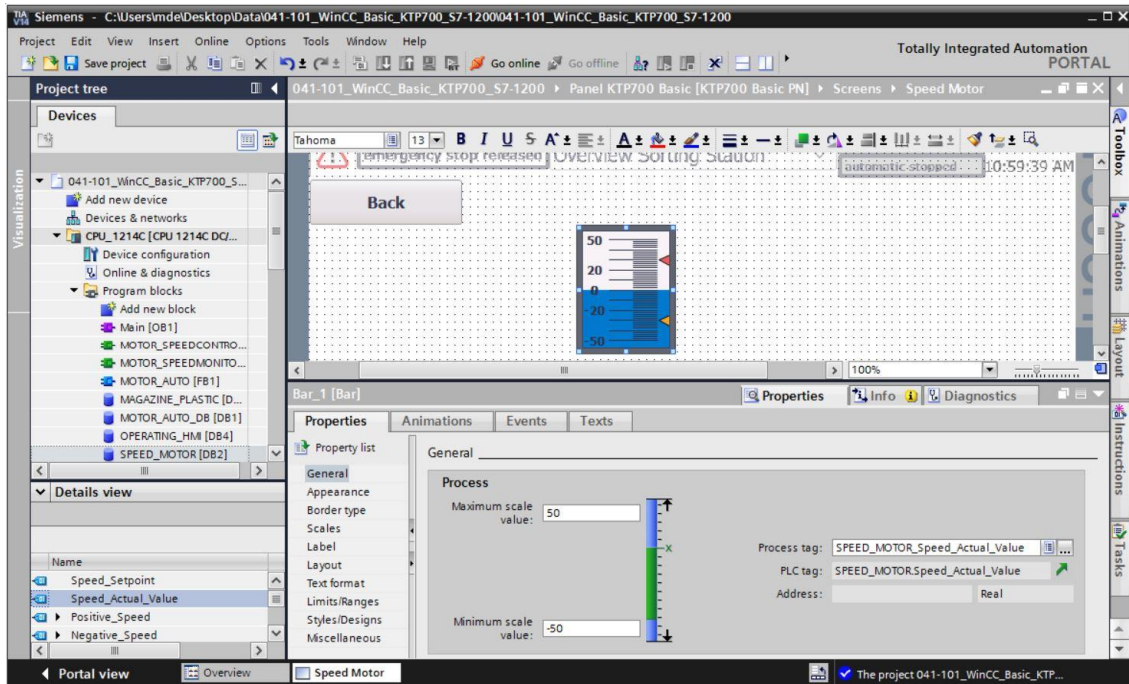 Siemens - C:\Users\mde\Desktop\Data\041-101_WinCC_Basic_KTP700_S7-1200\041-101_WinCC_Basic_KTP700_S7-1200
Project Edit View Insert Online Options Tools Window Help
Totally Integrated Automation
PORTAL
Save project Go online Go offline
Project tree
041-101_WinCC_Basic_KTP700_S7-1200 Panel KTP700 Basic [KTP700 Basic PN] Screens Speed Motor
Devices
Tahoma 13 B I U S A A
Visualization
041-101_WinCC_Basic_KTP700_S...
Add new device
Devices & networks
CPU_1214C [CPU 1214C DC/...
Device configuration
Online & diagnostics
Program blocks
Add new block
Main [OB1]
MOTOR_SPEEDCONTRO...
MOTOR_SPEEDMONITO...
MOTOR_AUTO [FB1]
MAGAZINE_PLASTIC [D...
MOTOR_AUTO_DB [DB1]
OPERATING_HMI [DB4]
SPEED_MOTOR [DB2]
emergency stop released Overview Sorting Station automatic stopped 10:59:39 AM
Back
50
20
0
-20
-50
100%
Toolbox
Animations
Layout
Instructions
Tasks
Details view
Name
Speed_Setpoint
Speed_Actual_Value
Positive_Speed
Negative_Speed
Bar_1 [Bar]
Properties Info Diagnostics
Properties Animations Events Texts
Property list
General
Appearance
Border type
Scales
Label
Layout
Text format
Limits/Ranges
Styles/Designs
Miscellaneous
General
Process
Maximum scale value: 50
x
Minimum scale value: -50
Process tag: SPEED_MOTOR_Speed_Actual_Value ...
PLC tag: SPEED_MOTOR.Speed_Actual_Value
Address: Real
Portal view Overview Speed Motor The project 041-101_WinCC_Basic_KTP...